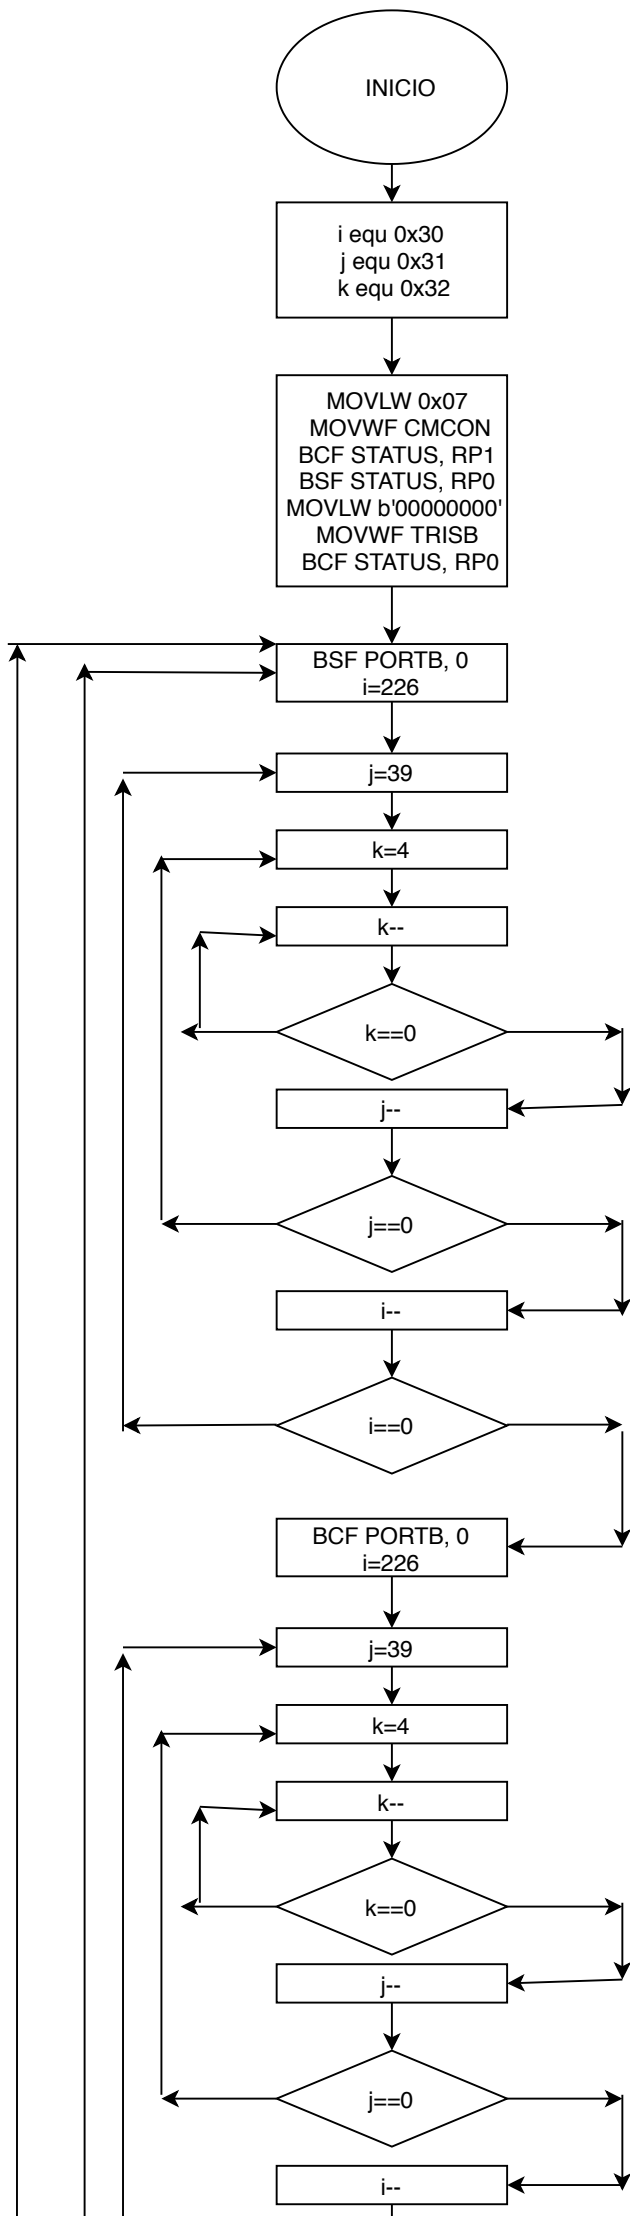 INICIO
i equ 0x30
j equ 0x31
k equ 0x32
MOVLW 0x07
MOVWF CMCON
BCF STATUS, RP1
BSF STATUS, RP0
MOVLW b'00000000'
MOVWF TRISB
BCF STATUS, RP0
BSF PORTB, 0
i=226
j=39
k=4
k--
k==0
j--
j==0
i--
i==0
BCF PORTB, 0
i=226
j=39
k=4
k--
k==0
j--
j==0
i--